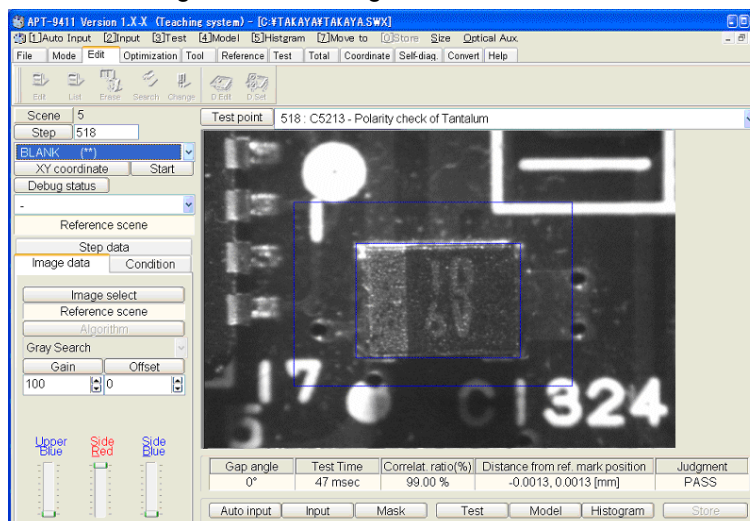 APT-9411 Version 1.X-X (Teaching system) - [C:¥TAKAYA¥TAKAYA.SWX]
[1]Auto Input [2]Input [3]Test [4]Model [5]Histgram [7]Move to [0]Store Size Optical Aux.
File Mode Edit Optimization Tool Reference Test Total Coordinate Self-diag. Convert Help
Edit List Erase Search Change D Edit D Set
Scene 5
Test point 518 : C5213 - Polarity check of Tantalum
Step 518
BLANK (**)
XY coordinate Start
Debug status
-
Reference scene
Step data
Image data Condition
Image select
Reference scene
Algorithm
Gray Search
Gain Offset
100 0
17
C1324
Upper Blue
Side Red
Side Blue
Gap angle Test Time Correlat. ratio(%) Distance from ref. mark position Judgment
0° 47 msec 99.00 % -0.0013, 0.0013 [mm] PASS
Auto input Input Mask Test Model Histogram Store